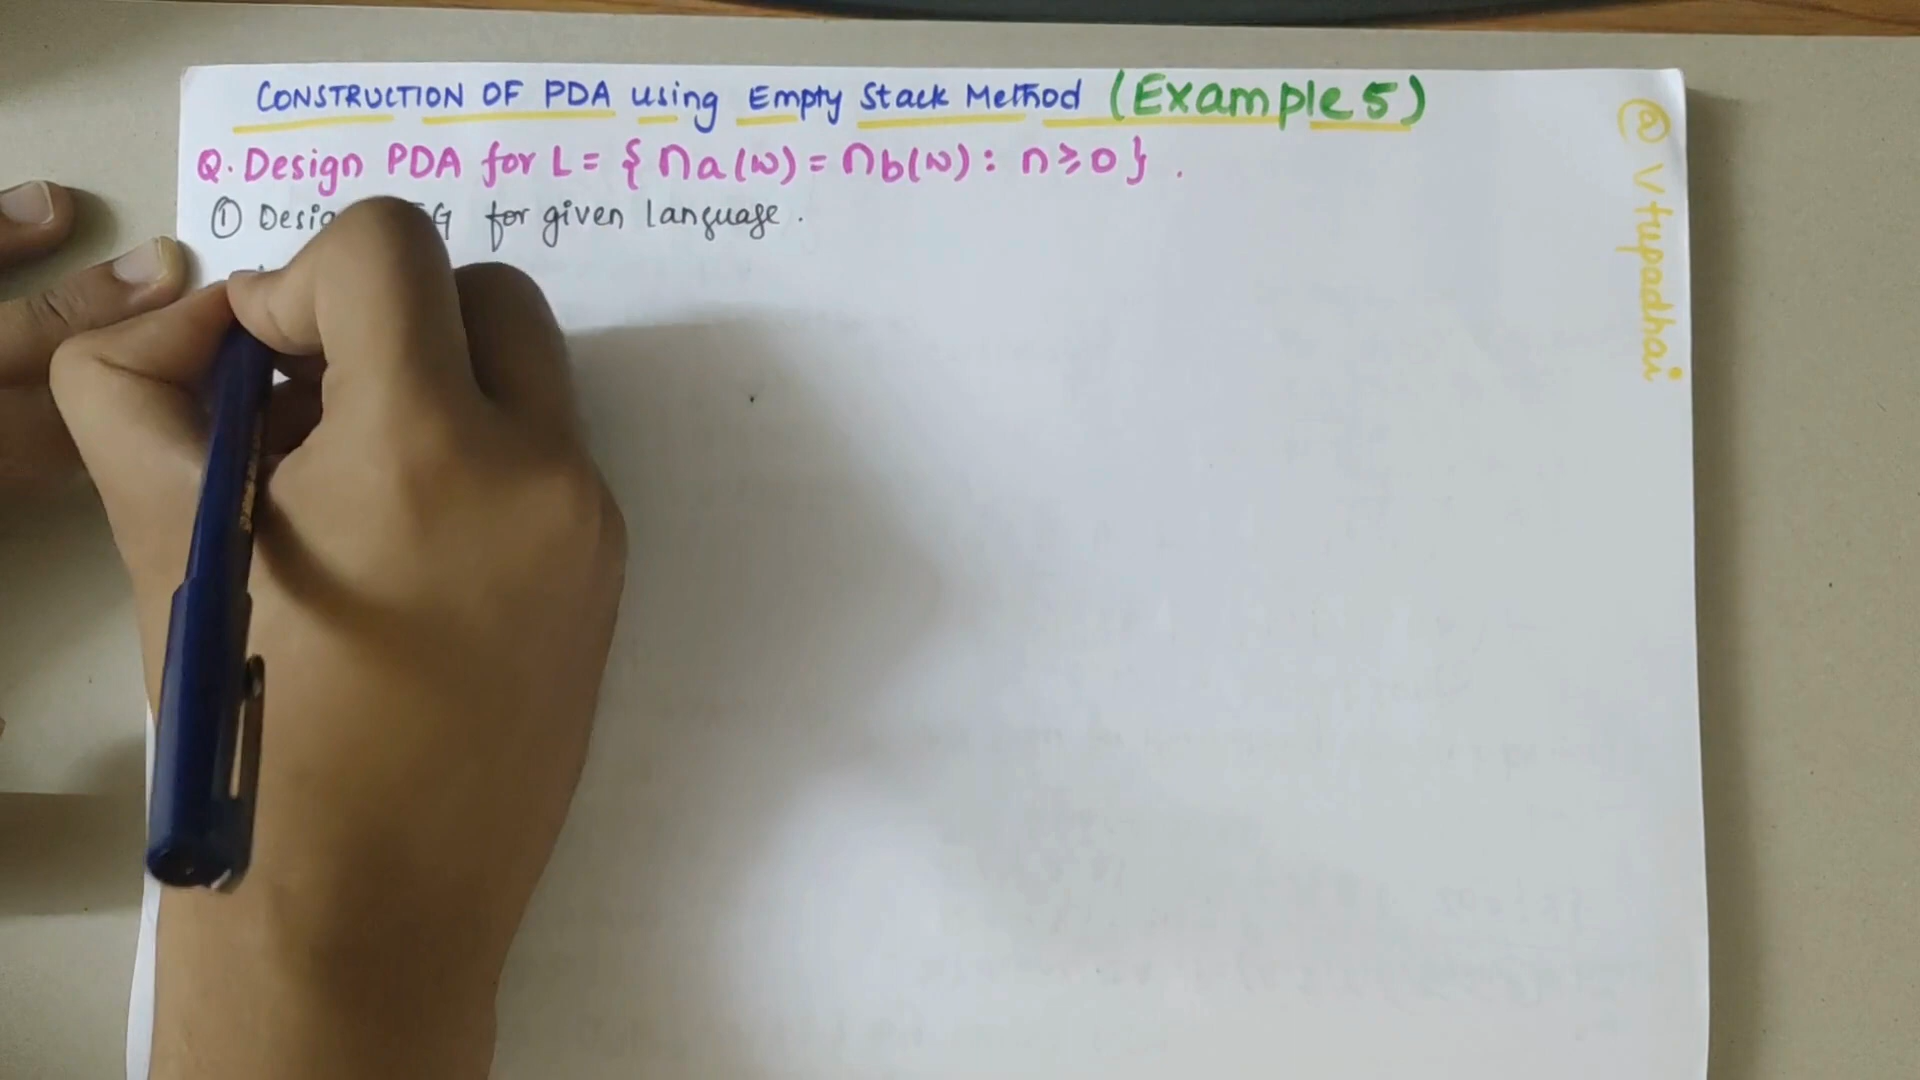 CONSTRUCTION OF PDA using Empty Stack Method (Example 5)
Q. Design PDA for L = { na(w) = nb(w) : n ≥ 0 } .
① for given language .
@ Vtupadhai